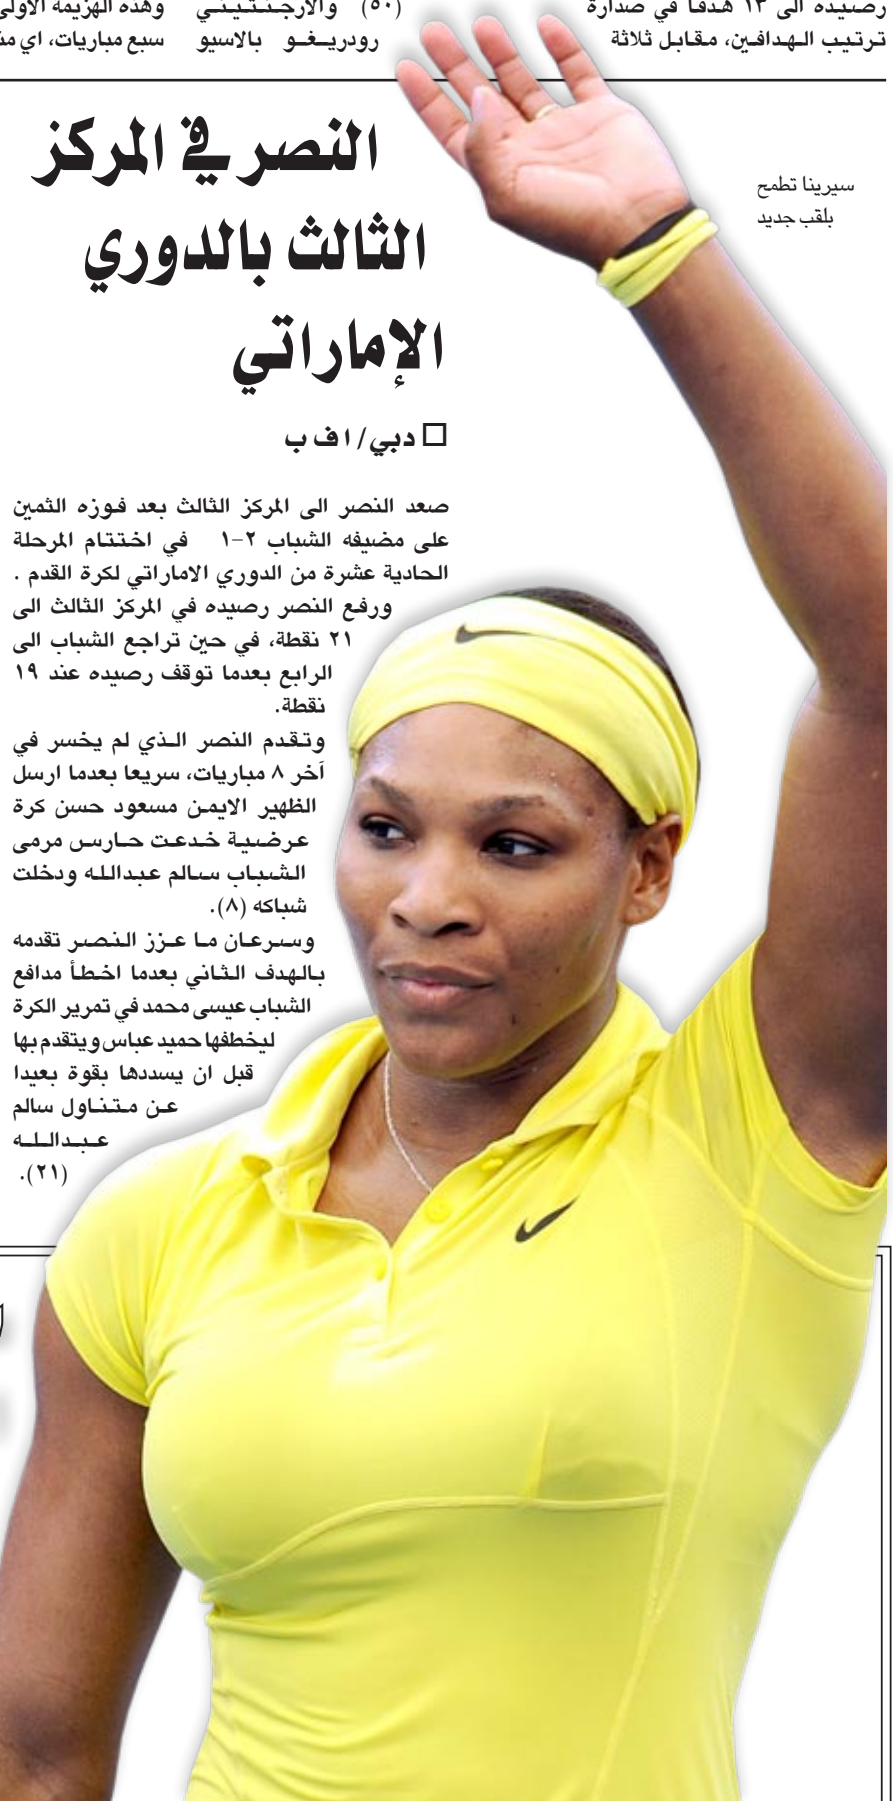 رصيده الى ١٣ هدفا في صدارة
ترتيب الهدافين، مقابل ثلاثة
(٥٠) والارجنتيني
رودريغو بالاسيو
وهذه الهزيمة الاولى
سبع مباريات، اي
سيرينا تطمح
بلقب جديد
النصر في المركز
الثالث بالدوري
الإماراتي
□ دبي/ ا ف ب
صعد النصر الى المركز الثالث بعد فوزه الثمين
على مضيفه الشباب ٢-١ في اختتام المرحلة
الحادية عشرة من الدوري الاماراتي لكرة القدم .
ورفع النصر رصيده في المركز الثالث الى
٢١ نقطة، في حين تراجع الشباب الى
الرابع بعدما توقف رصيده عند ١٩
نقطة.
وتقدم النصر الذي لم يخسر في
آخر ٨ مباريات، سريعا بعدما ارسل
الظهير الايمن مسعود حسن كرة
عرضية خدعت حارس مرمى
الشباب سالم عبدالله ودخلت
شباكه (٨).
وسرعان ما عزز النصر تقدمه
بالهدف الثاني بعدما اخطأ مدافع
الشباب عيسى محمد في تمرير الكرة
ليخطفها حميد عباس ويتقدم بها
قبل ان يسددها بقوة بعيدا
عن متناول سالم
عبدالله
(٢١).